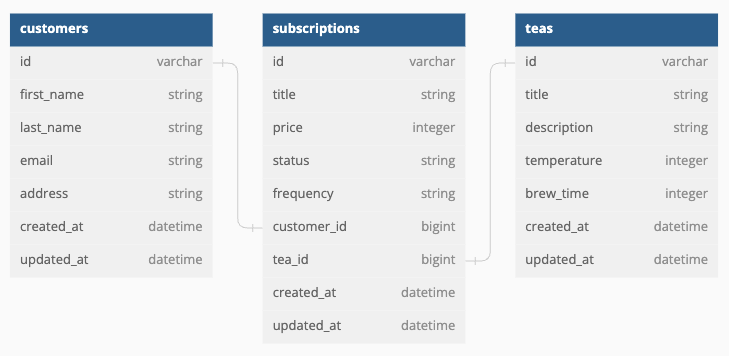 customers
id varchar
first_name string
last_name string
email string
address string
created_at datetime
updated_at datetime
subscriptions
id varchar
title string
price integer
status string
frequency string
customer_id bigint
tea_id bigint
created_at datetime
updated_at datetime
teas
id varchar
title string
description string
temperature integer
brew_time integer
created_at datetime
updated_at datetime